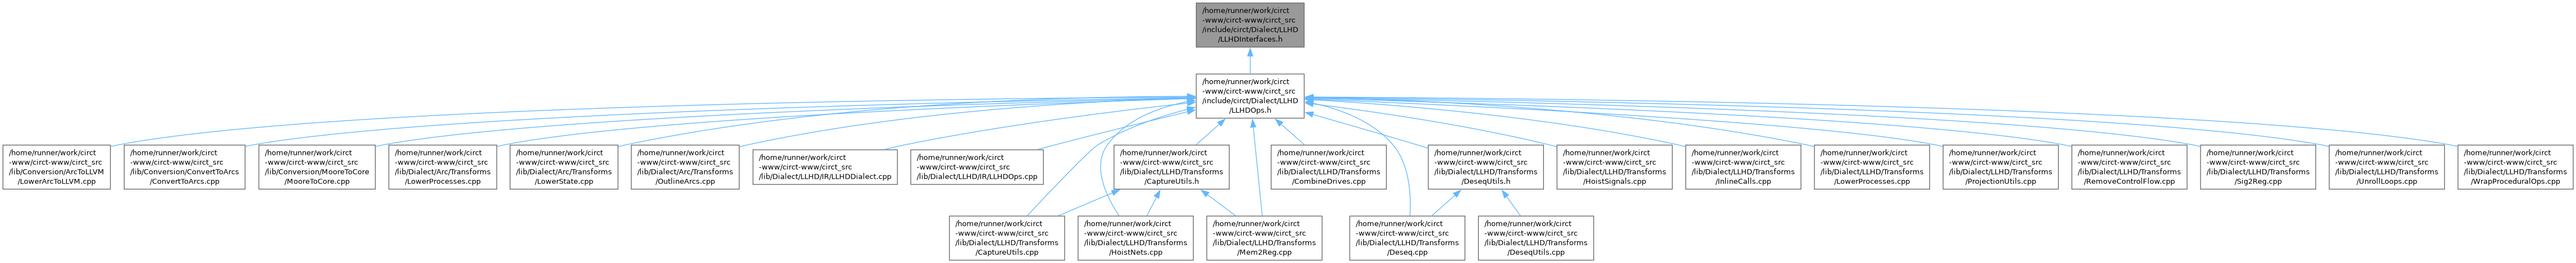 /home/runner/work/circt
-www/circt-www/circt_src
/include/circt/Dialect/LLHD
/LLHDInterfaces.h
/home/runner/work/circt
-www/circt-www/circt_src
/include/circt/Dialect/LLHD
/LLHDOps.h
/home/runner/work/circt
-www/circt-www/circt_src
/lib/Conversion/ArcToLLVM
/LowerArcToLLVM.cpp
/home/runner/work/circt
-www/circt-www/circt_src
/lib/Conversion/ConvertToArcs
/ConvertToArcs.cpp
/home/runner/work/circt
-www/circt-www/circt_src
/lib/Conversion/MooreToCore
/MooreToCore.cpp
/home/runner/work/circt
-www/circt-www/circt_src
/lib/Dialect/Arc/Transforms
/LowerProcesses.cpp
/home/runner/work/circt
-www/circt-www/circt_src
/lib/Dialect/Arc/Transforms
/LowerState.cpp
/home/runner/work/circt
-www/circt-www/circt_src
/lib/Dialect/Arc/Transforms
/OutlineArcs.cpp
/home/runner/work/circt
-www/circt-www/circt_src
/lib/Dialect/LLHD/IR/LLHDDialect.cpp
/home/runner/work/circt
-www/circt-www/circt_src
/lib/Dialect/LLHD/IR/LLHDOps.cpp
/home/runner/work/circt
-www/circt-www/circt_src
/lib/Dialect/LLHD/Transforms
/CaptureUtils.h
/home/runner/work/circt
-www/circt-www/circt_src
/lib/Dialect/LLHD/Transforms
/CombineDrives.cpp
/home/runner/work/circt
-www/circt-www/circt_src
/lib/Dialect/LLHD/Transforms
/DeseqUtils.h
/home/runner/work/circt
-www/circt-www/circt_src
/lib/Dialect/LLHD/Transforms
/HoistSignals.cpp
/home/runner/work/circt
-www/circt-www/circt_src
/lib/Dialect/LLHD/Transforms
/InlineCalls.cpp
/home/runner/work/circt
-www/circt-www/circt_src
/lib/Dialect/LLHD/Transforms
/LowerProcesses.cpp
/home/runner/work/circt
-www/circt-www/circt_src
/lib/Dialect/LLHD/Transforms
/ProjectionUtils.cpp
/home/runner/work/circt
-www/circt-www/circt_src
/lib/Dialect/LLHD/Transforms
/RemoveControlFlow.cpp
/home/runner/work/circt
-www/circt-www/circt_src
/lib/Dialect/LLHD/Transforms
/Sig2Reg.cpp
/home/runner/work/circt
-www/circt-www/circt_src
/lib/Dialect/LLHD/Transforms
/UnrollLoops.cpp
/home/runner/work/circt
-www/circt-www/circt_src
/lib/Dialect/LLHD/Transforms
/WrapProceduralOps.cpp
/home/runner/work/circt
-www/circt-www/circt_src
/lib/Dialect/LLHD/Transforms
/CaptureUtils.cpp
/home/runner/work/circt
-www/circt-www/circt_src
/lib/Dialect/LLHD/Transforms
/HoistNets.cpp
/home/runner/work/circt
-www/circt-www/circt_src
/lib/Dialect/LLHD/Transforms
/Mem2Reg.cpp
/home/runner/work/circt
-www/circt-www/circt_src
/lib/Dialect/LLHD/Transforms
/Deseq.cpp
/home/runner/work/circt
-www/circt-www/circt_src
/lib/Dialect/LLHD/Transforms
/DeseqUtils.cpp